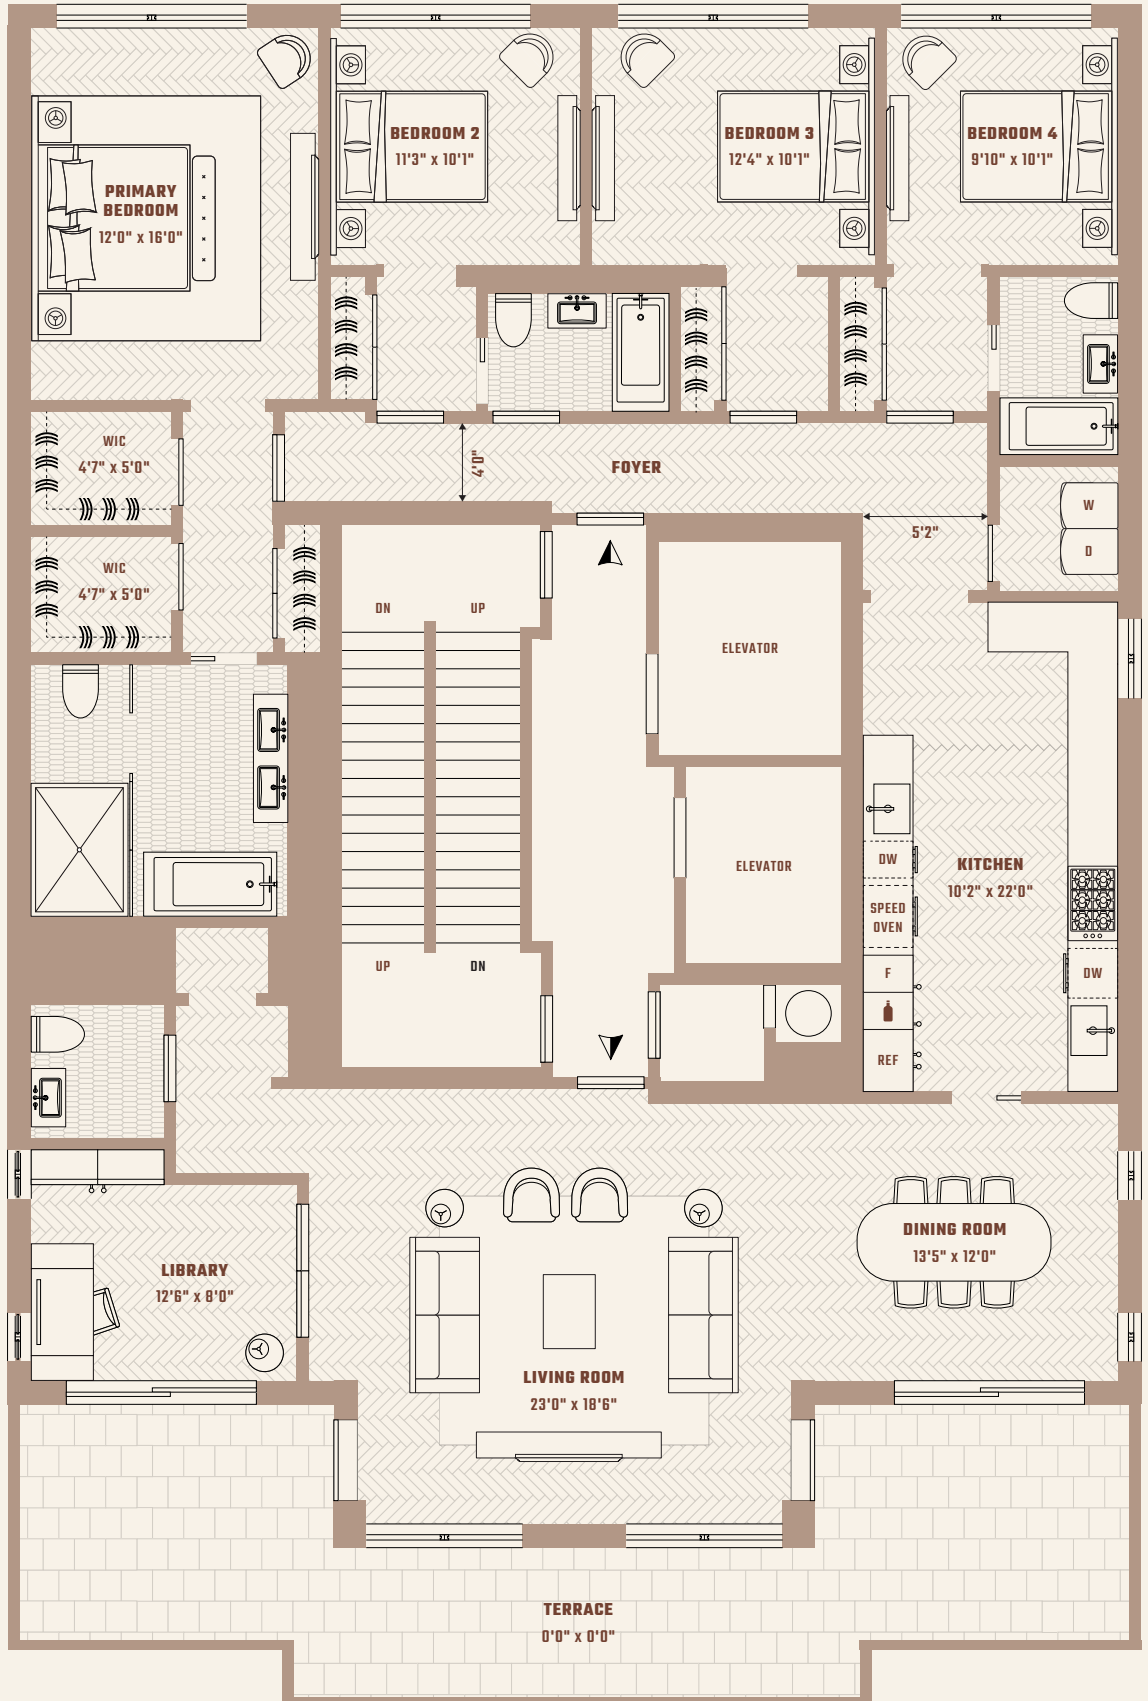 BEDROOM 2
11'3" x 10'1"
BEDROOM 3
12'4" x 10'1"
BEDROOM 4
9'10" x 10'1"
PRIMARY
BEDROOM
12'0" x 16'0"
WIC
4'7" x 5'0"
4'0"
FOYER
W
D
5'2"
WIC
4'7" x 5'0"
DN
UP
ELEVATOR
ELEVATOR
DW
KITCHEN
10'2" x 22'0"
SPEED
OVEN
UP
DN
F
DW
REF
DINING ROOM
13'5" x 12'0"
LIBRARY
12'6" x 8'0"
LIVING ROOM
23'0" x 18'6"
TERRACE
0'0" x 0'0"